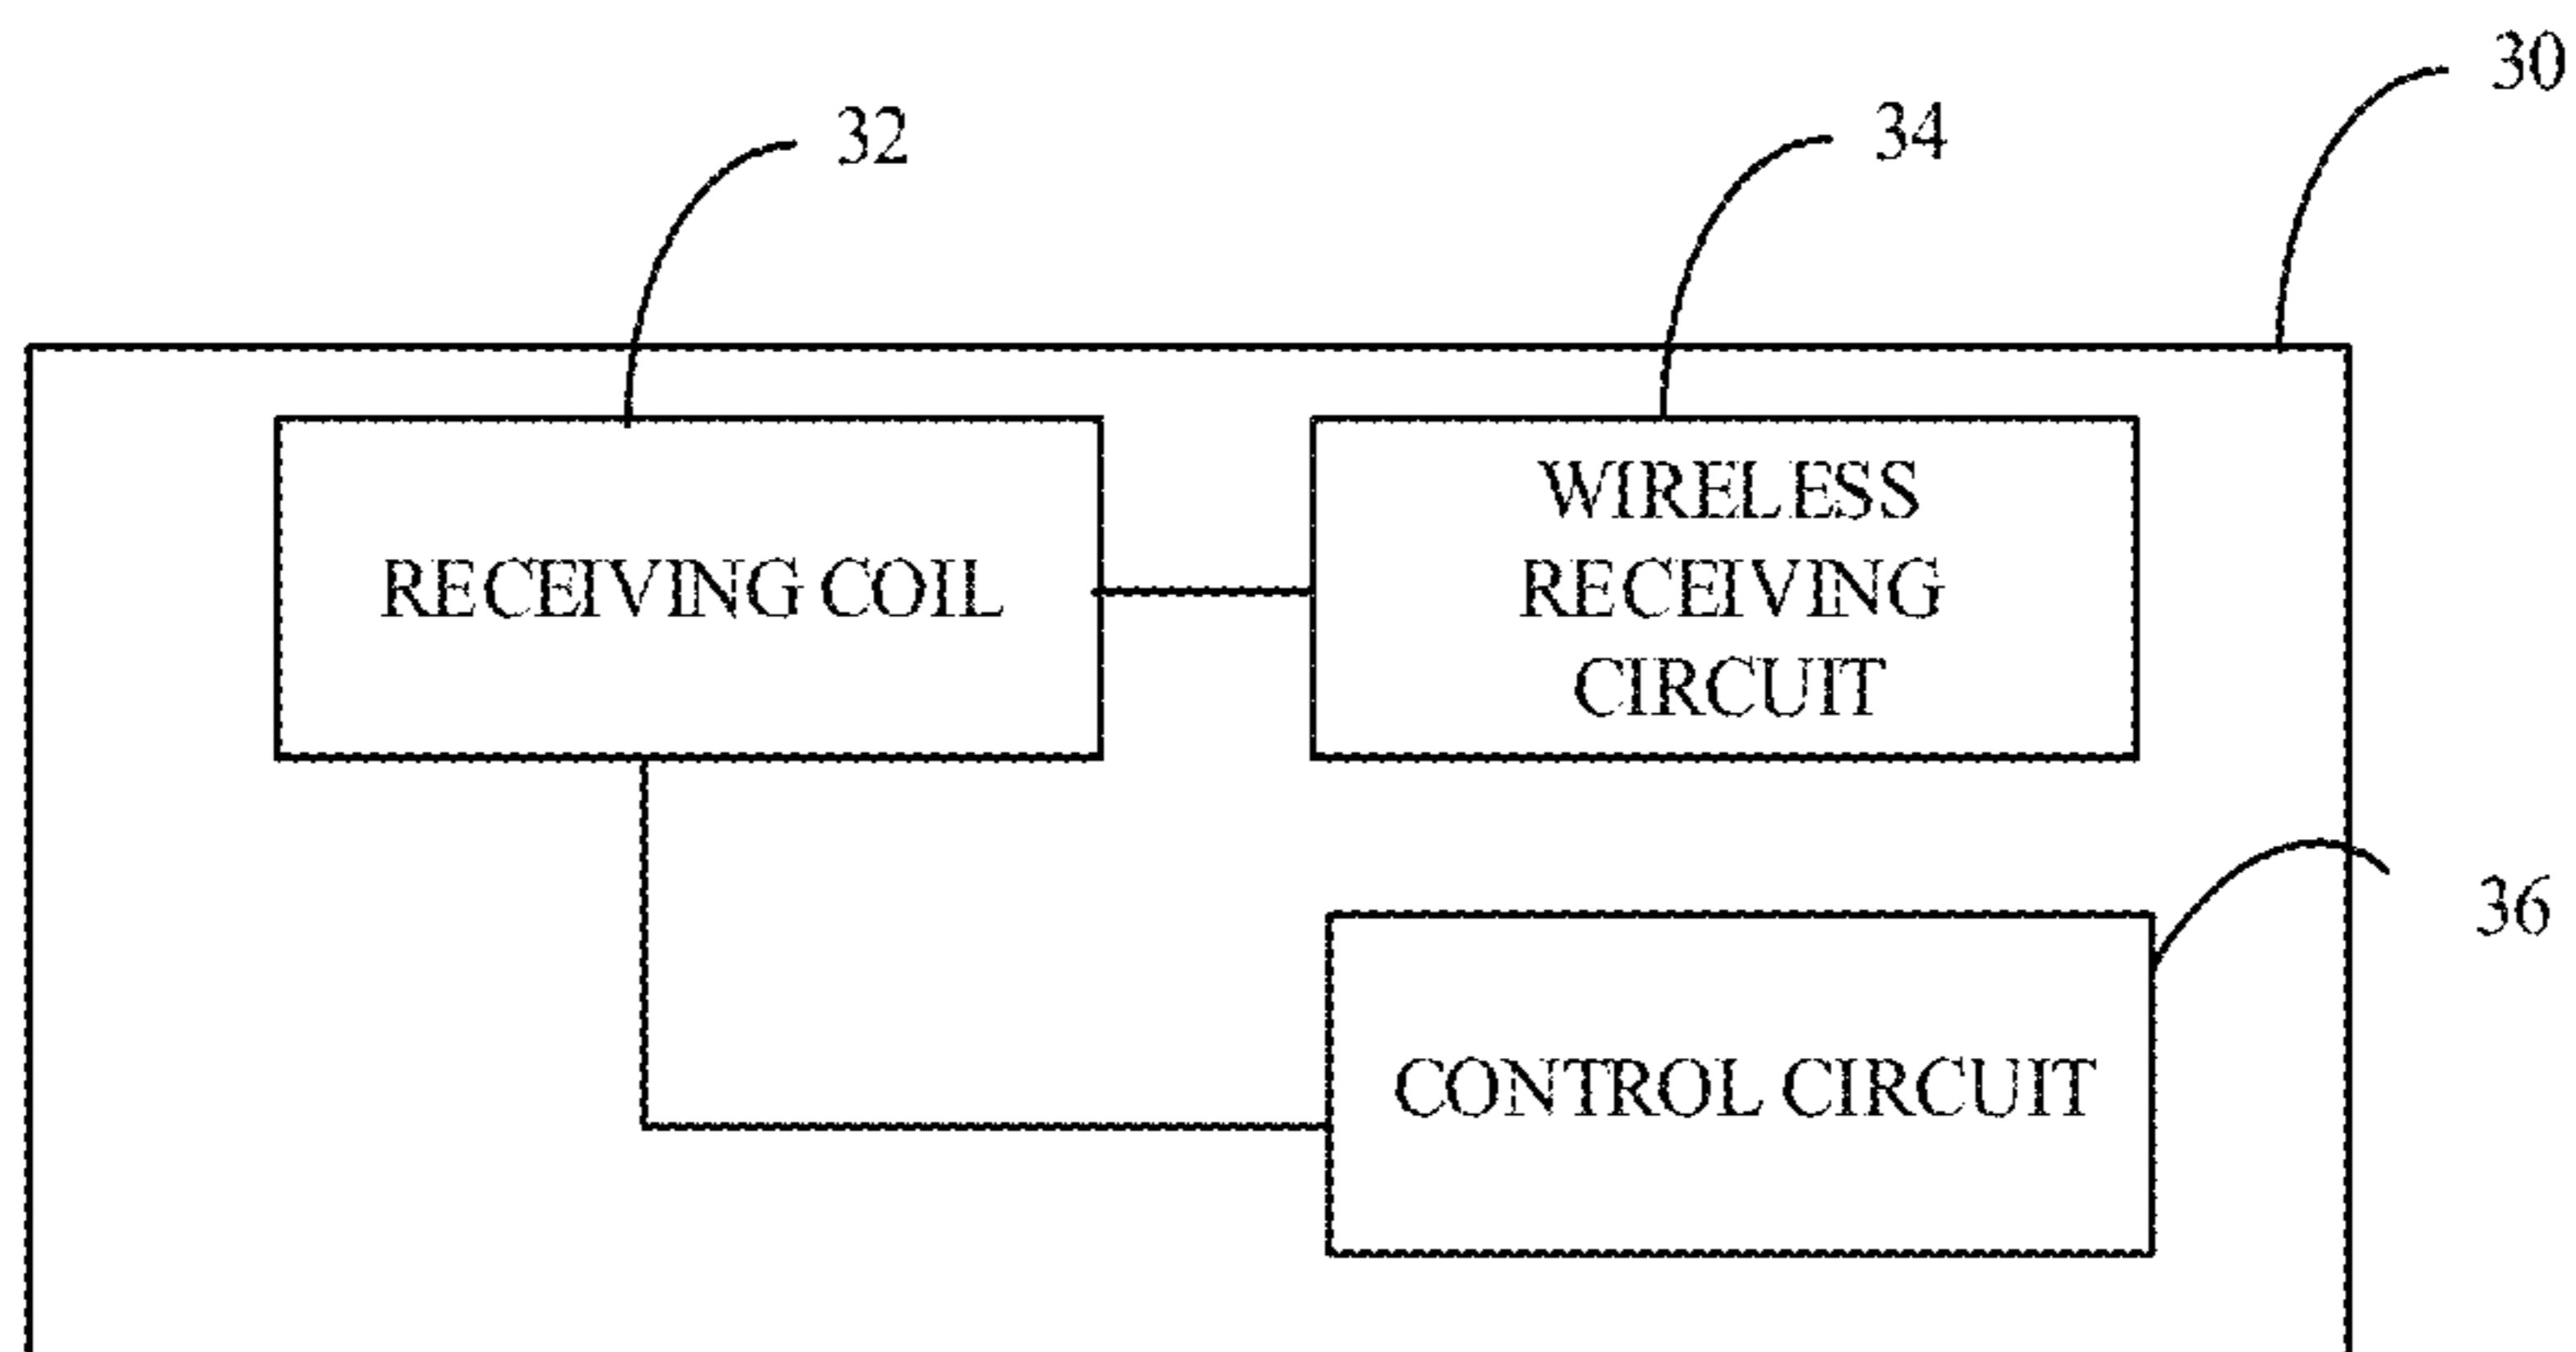 30
32
34
WIRELESS
RECEIVING COIL
RECEIVING
CIRCUIT
36
CONTROL CIRCUIT